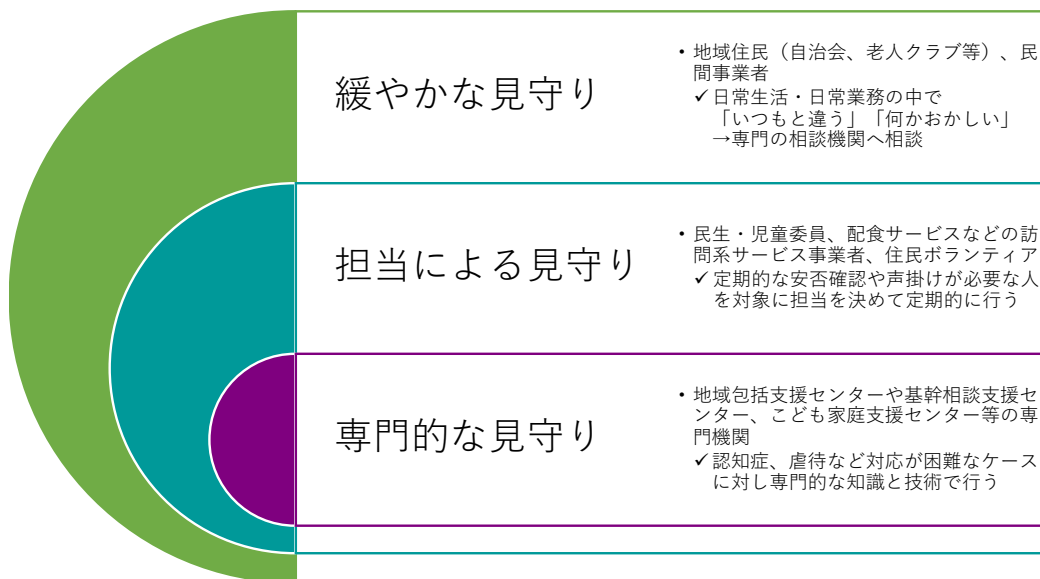 緩やかな見守り
• 地域住民（自治会、老人クラブ等）、民
間事業者
✓日常生活・日常業務の中で
「いつもと違う」「何かおかしい」
→専門の相談機関へ相談
担当による見守り
• 民生・児童委員、配食サービスなどの訪
問系サービス事業者、住民ボランティア
✓定期的な安否確認や声掛けが必要な人
を対象に担当を決めて定期的に行う
専門的な見守り
• 地域包括支援センターや基幹相談支援セ
ンター、こども家庭支援センター等の専
門機関
✓認知症、虐待など対応が困難なケース
に対し専門的な知識と技術で行う